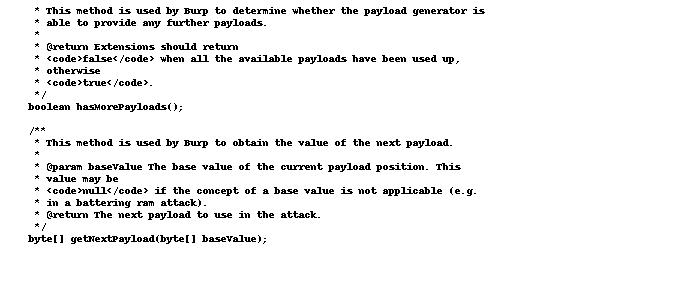 * This method is used by Burp to determine whether the payload generator is
* able to provide any further payloads.
*
* @return Extensions should return
* <code>false</code> when all the available payloads have been used up,
* otherwise
* <code>true</code>.
*/
boolean hasMorePayloads();
/**
* This method is used by Burp to obtain the value of the next payload.
*
* @param baseValue The base value of the current payload position. This
* value may be
* <code>null</code> if the concept of a base value is not applicable (e.g.
* in a battering ram attack).
* @return The next payload to use in the attack.
*/
byte[] getNextPayload(byte[] baseValue);